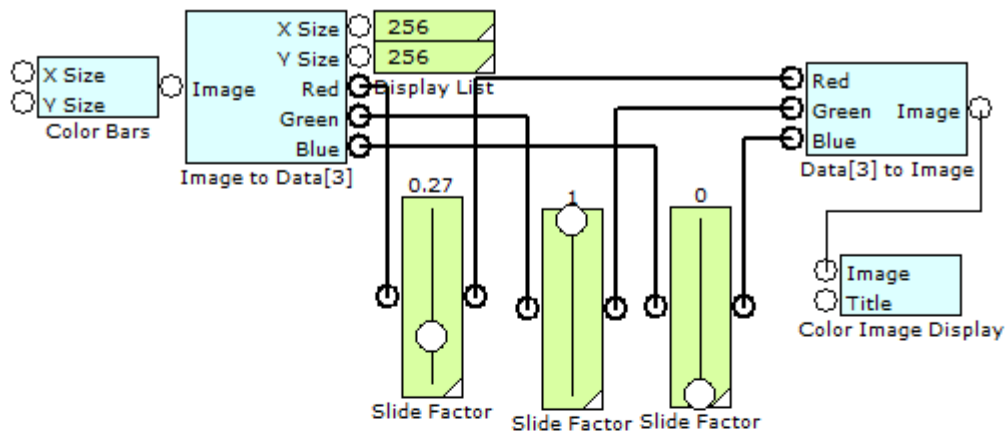 X Size
Y Size
Color Bars
Image
X Size
Y Size
Red
Green
Blue
Image to Data[3]
256
256
Display List
0.27
Slide Factor
1
Slide Factor
0
Slide Factor
Red
Green
Blue
Image
Data[3] to Image
Image
Title
Color Image Display